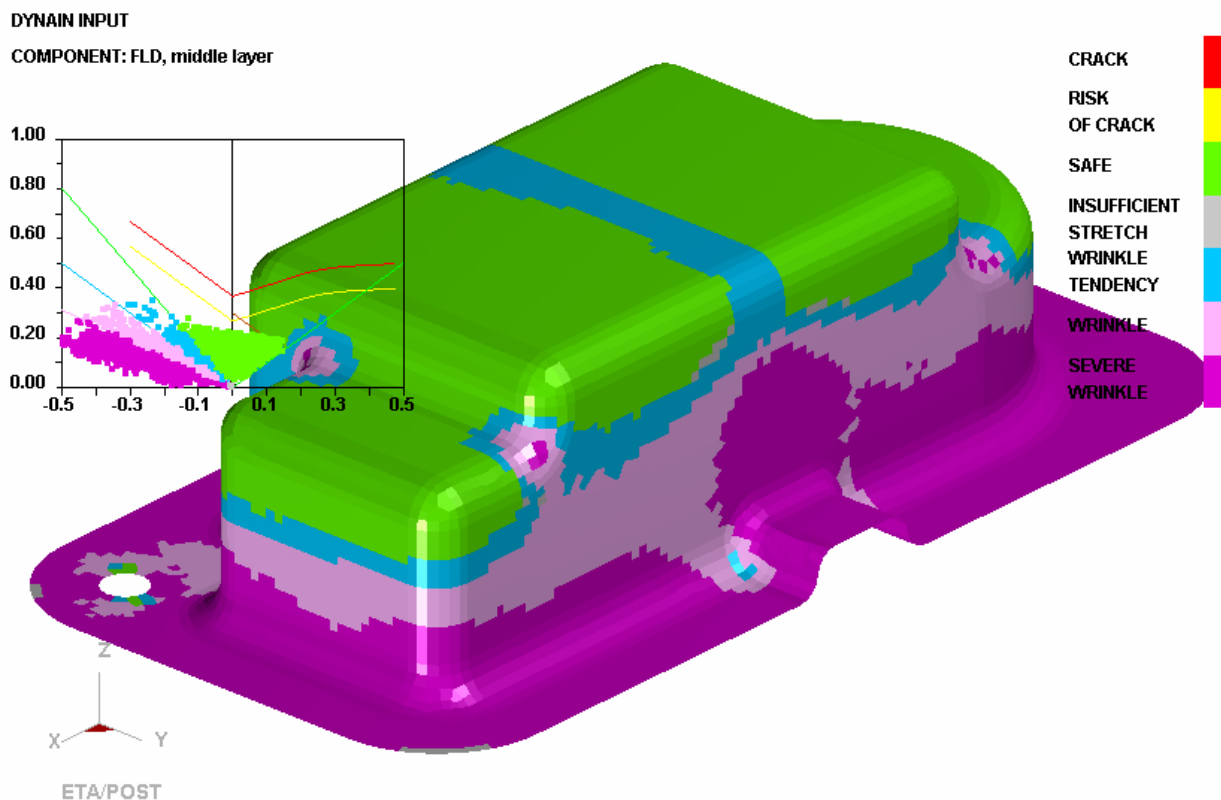 DYNAIN INPUT
COMPONENT: FLD, middle layer
CRACK
RISK
OF CRACK
SAFE
INSUFFICIENT
STRETCH
WRINKLE
TENDENCY
WRINKLE
SEVERE
WRINKLE
1.00
0.80
0.60
0.40
0.20
0.00
-0.5 -0.3 -0.1 0.1 0.3 0.5
Z
X Y
ETA/POST